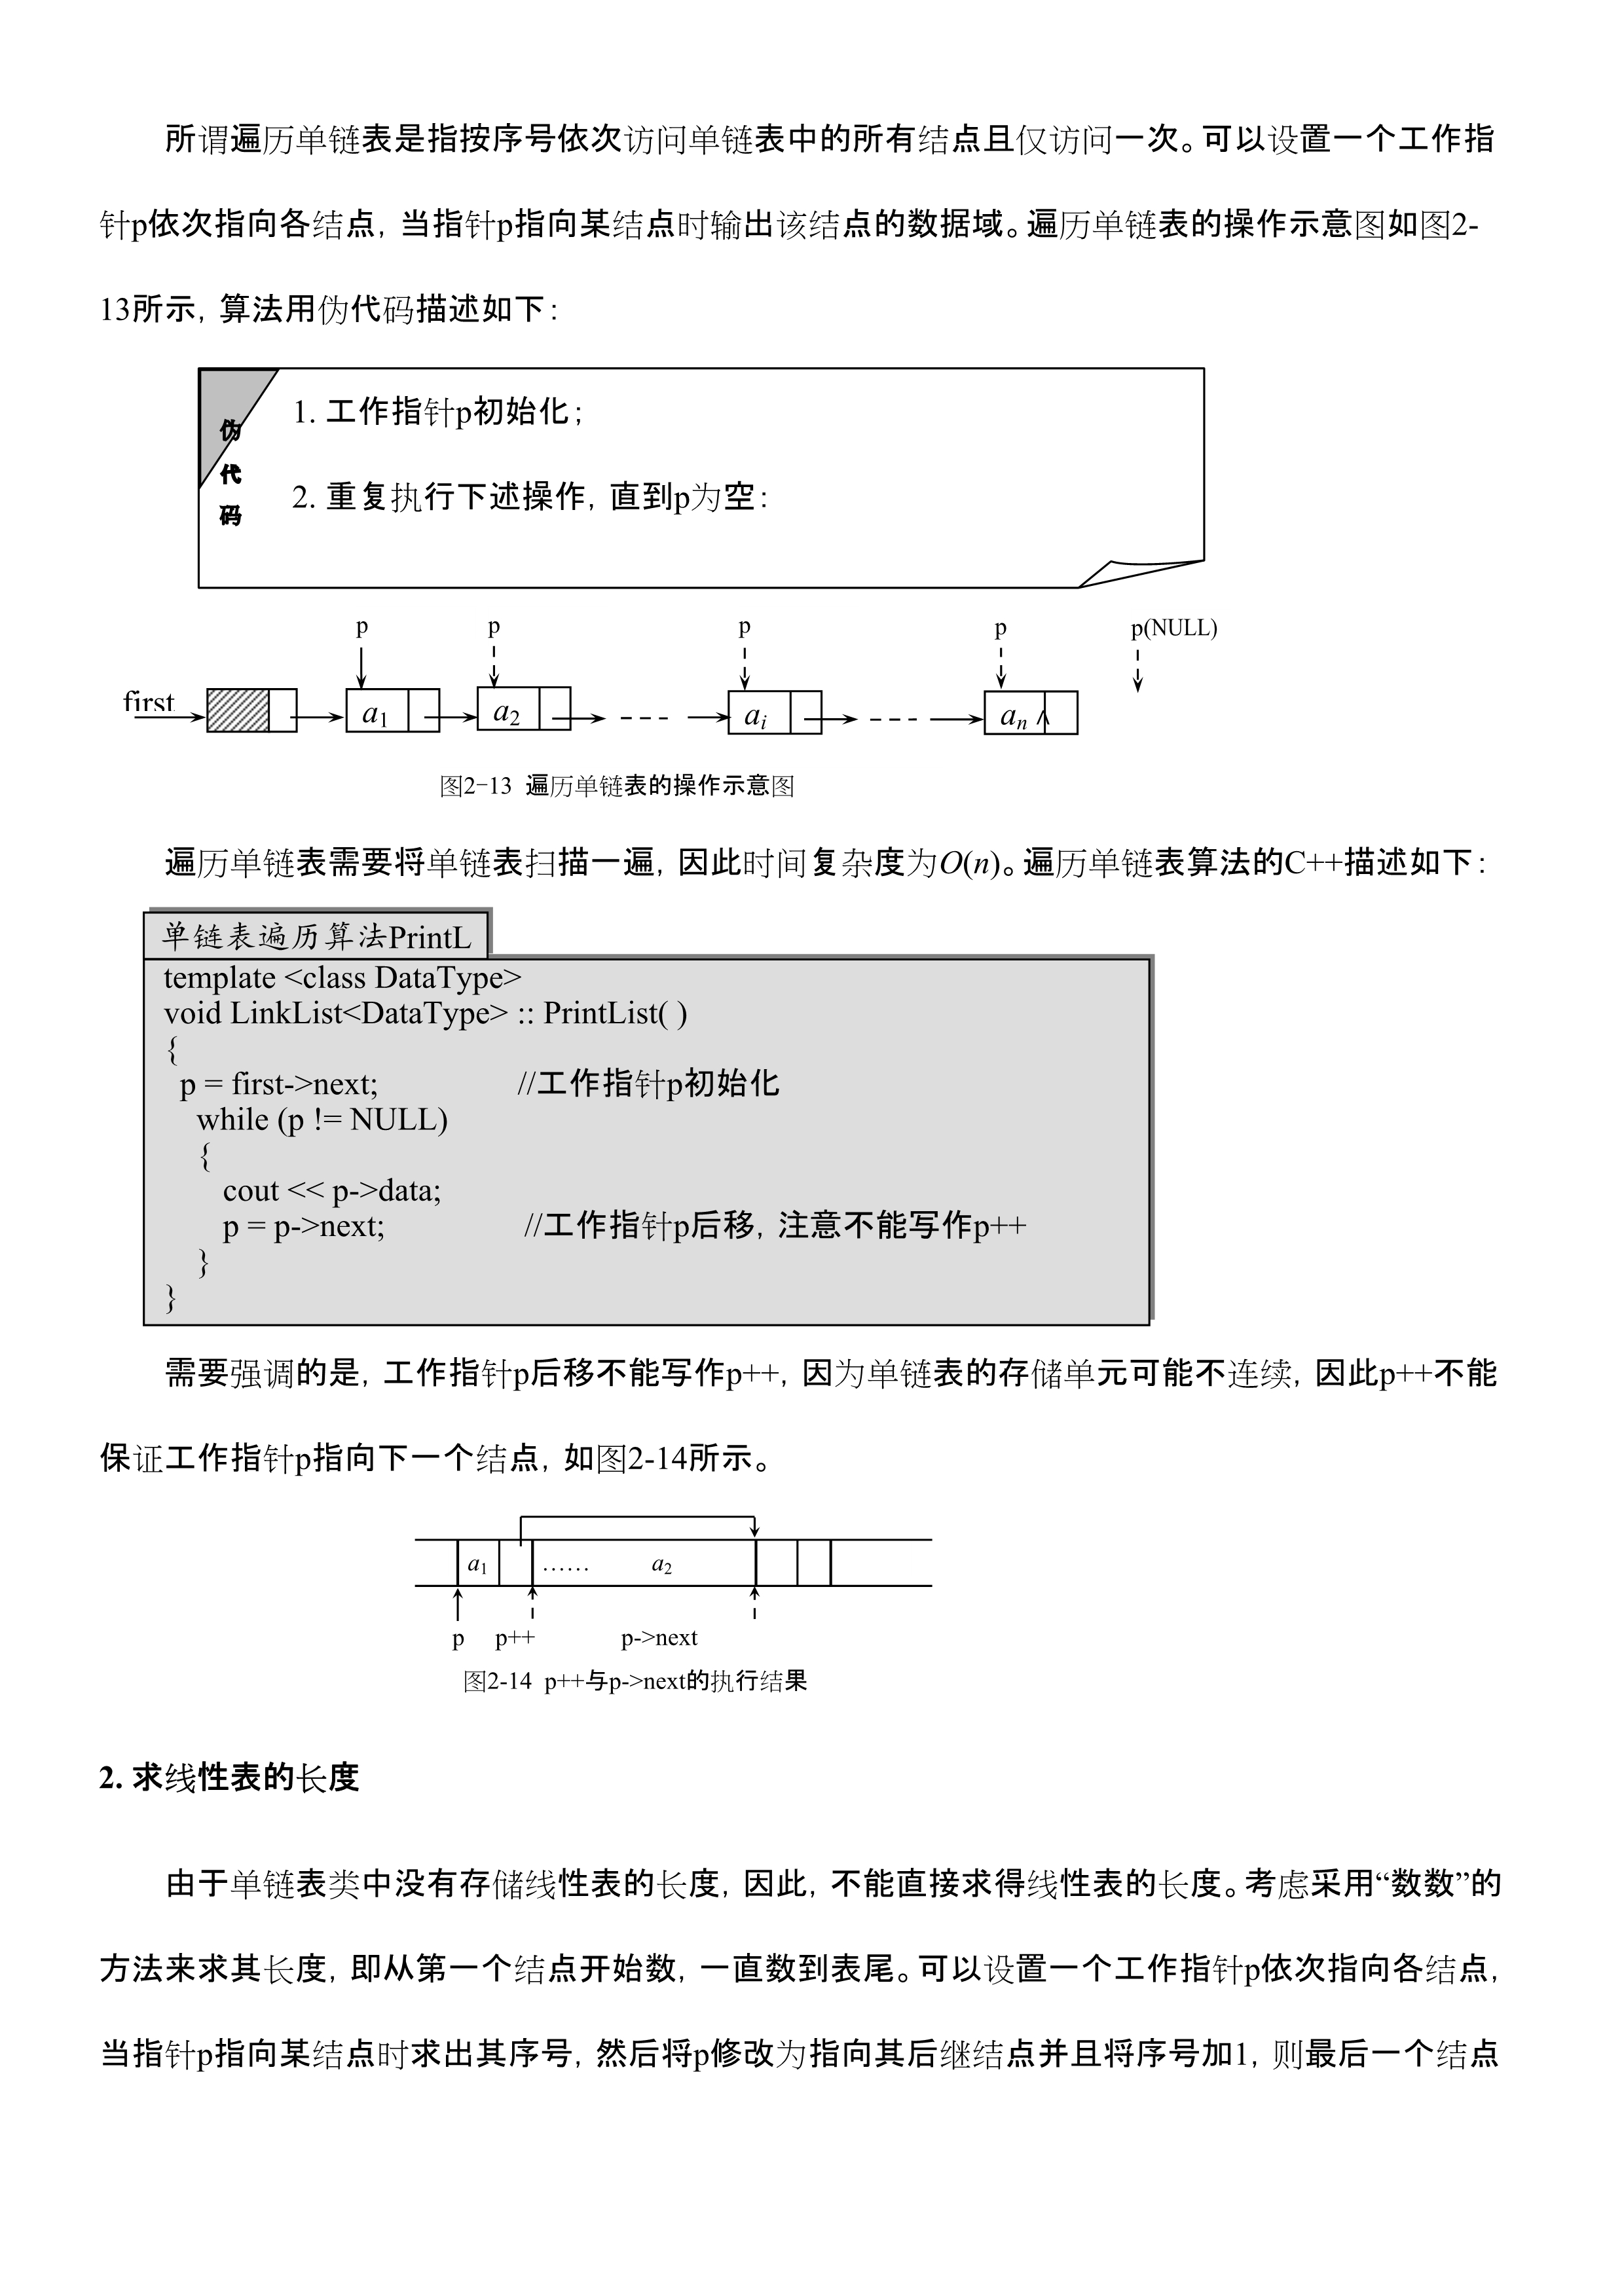 所谓遍历单链表是指按序号依次访问单链表中的所有结点且仅访问一次。可以设置一个工作指
针p依次指向各结点，当指针p指向某结点时输出该结点的数据域。遍历单链表的操作示意图如图2-
13所示，算法用伪代码描述如下：
伪
代
码
1. 工作指针p初始化；
2. 重复执行下述操作，直到p为空：
p p p p p(NULL)
first a1 a2 ai an ∧
图2-13 遍历单链表的操作示意图
遍历单链表需要将单链表扫描一遍，因此时间复杂度为O(n)。遍历单链表算法的C++描述如下：
单链表遍历算法PrintL
template <class DataType>
void LinkList<DataType> :: PrintList( )
{
p = first->next; //工作指针p初始化
while (p != NULL)
{
cout << p->data;
p = p->next; //工作指针p后移，注意不能写作p++
}
}
需要强调的是，工作指针p后移不能写作p++，因为单链表的存储单元可能不连续，因此p++不能
保证工作指针p指向下一个结点，如图2-14所示。
a1 …… a2
p p++ p->next
图2-14 p++与p->next的执行结果
2. 求线性表的长度
由于单链表类中没有存储线性表的长度，因此，不能直接求得线性表的长度。考虑采用“数数”的
方法来求其长度，即从第一个结点开始数，一直数到表尾。可以设置一个工作指针p依次指向各结点，
当指针p指向某结点时求出其序号，然后将p修改为指向其后继结点并且将序号加1，则最后一个结点